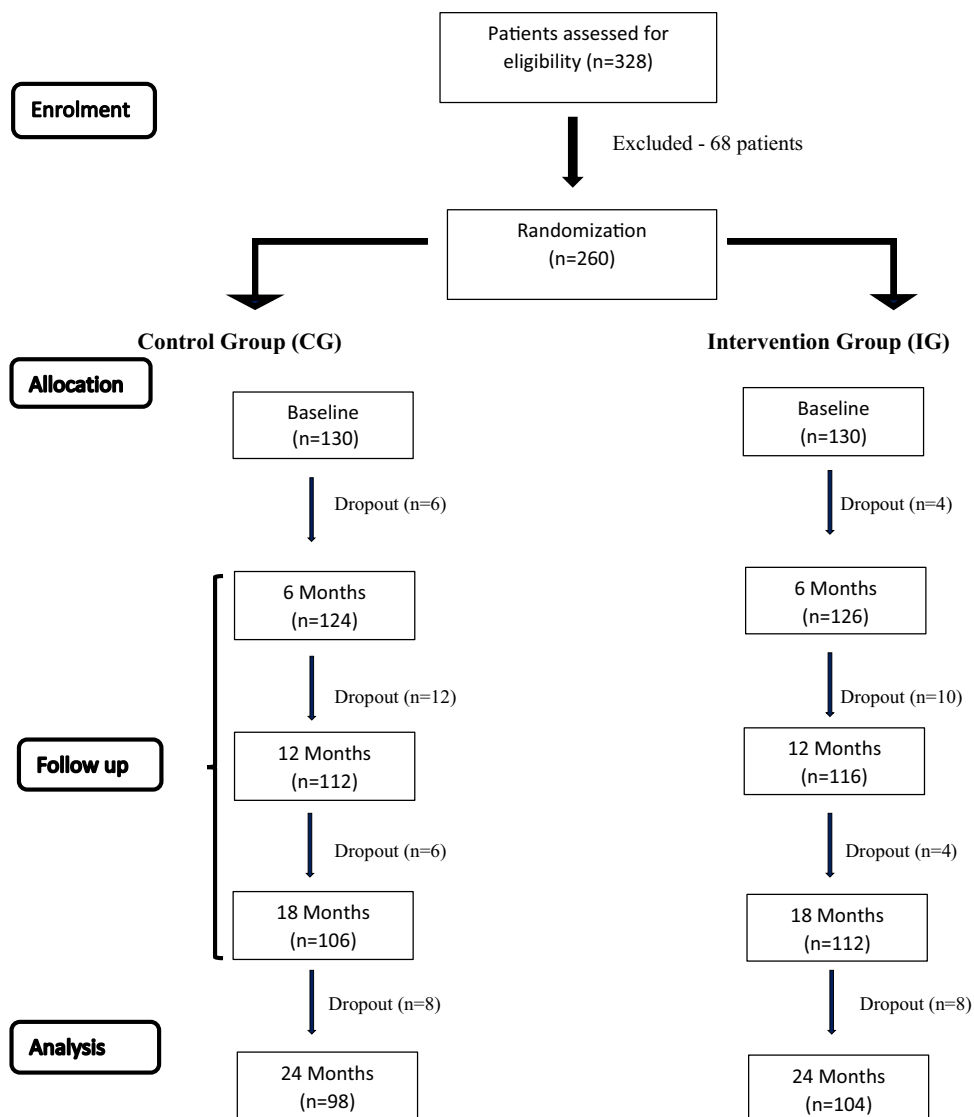 Patients assessed for
eligibility (n=328)
Enrolment
Excluded - 68 patients
Randomization
(n=260)
Control Group (CG)
Intervention Group (IG)
Allocation
Baseline
(n=130)
Baseline
(n=130)
Dropout (n=6)
Dropout (n=4)
6 Months
(n=124)
6 Months
(n=126)
Dropout (n=12)
Dropout (n=10)
Follow up
12 Months
(n=112)
12 Months
(n=116)
Dropout (n=6)
Dropout (n=4)
18 Months
(n=106)
18 Months
(n=112)
Dropout (n=8)
Dropout (n=8)
Analysis
24 Months
(n=98)
24 Months
(n=104)